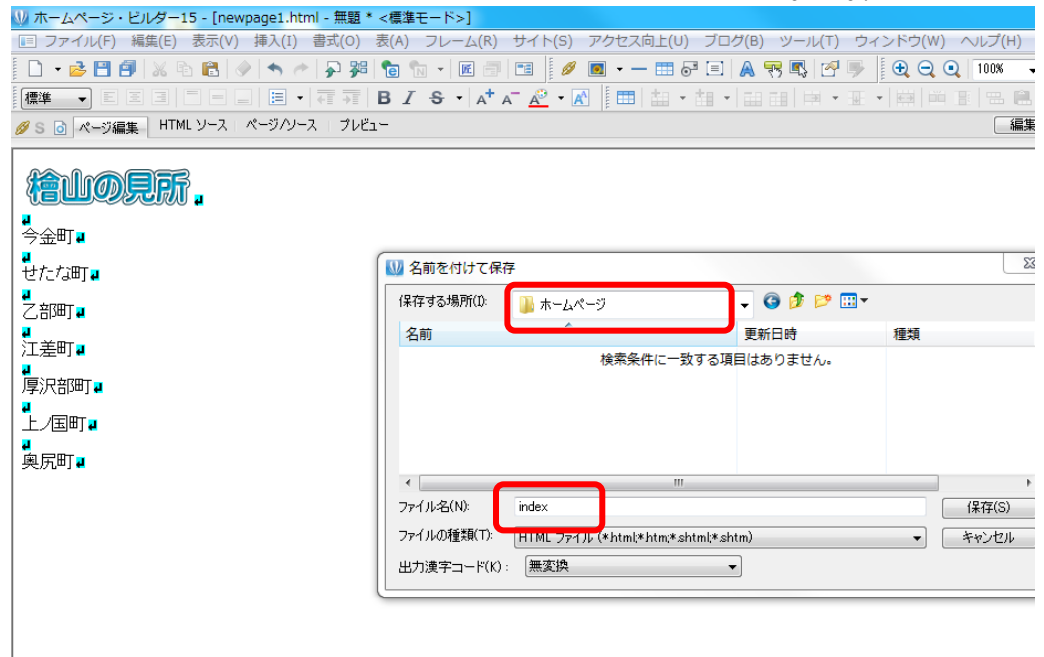 ホームページ・ビルダー15 - [newpage1.html - 無題 * <標準モード>]
ファイル(F) 編集(E) 表示(V) 挿入(I) 書式(O) 表(A) フレーム(R) サイト(S) アクセス向上(U) ブログ(B) ツール(T) ウィンドウ(W) ヘルプ(H)
100%
標準 B I S A+ A- A A
S ページ編集 HTML ソース ページ/ソース プレビュー 編集
檜山の見所
今金町
せたな町
乙部町
江差町
厚沢部町
上ノ国町
奥尻町
名前を付けて保存
保存する場所(I): ホームページ
名前 更新日時 種類
検索条件に一致する項目はありません。
ファイル名(N): index 保存(S)
ファイルの種類(T): HTML ファイル (*.html;*.htm;*.shtml;*.shtm) キャンセル
出力漢字コード(K) : 無変換